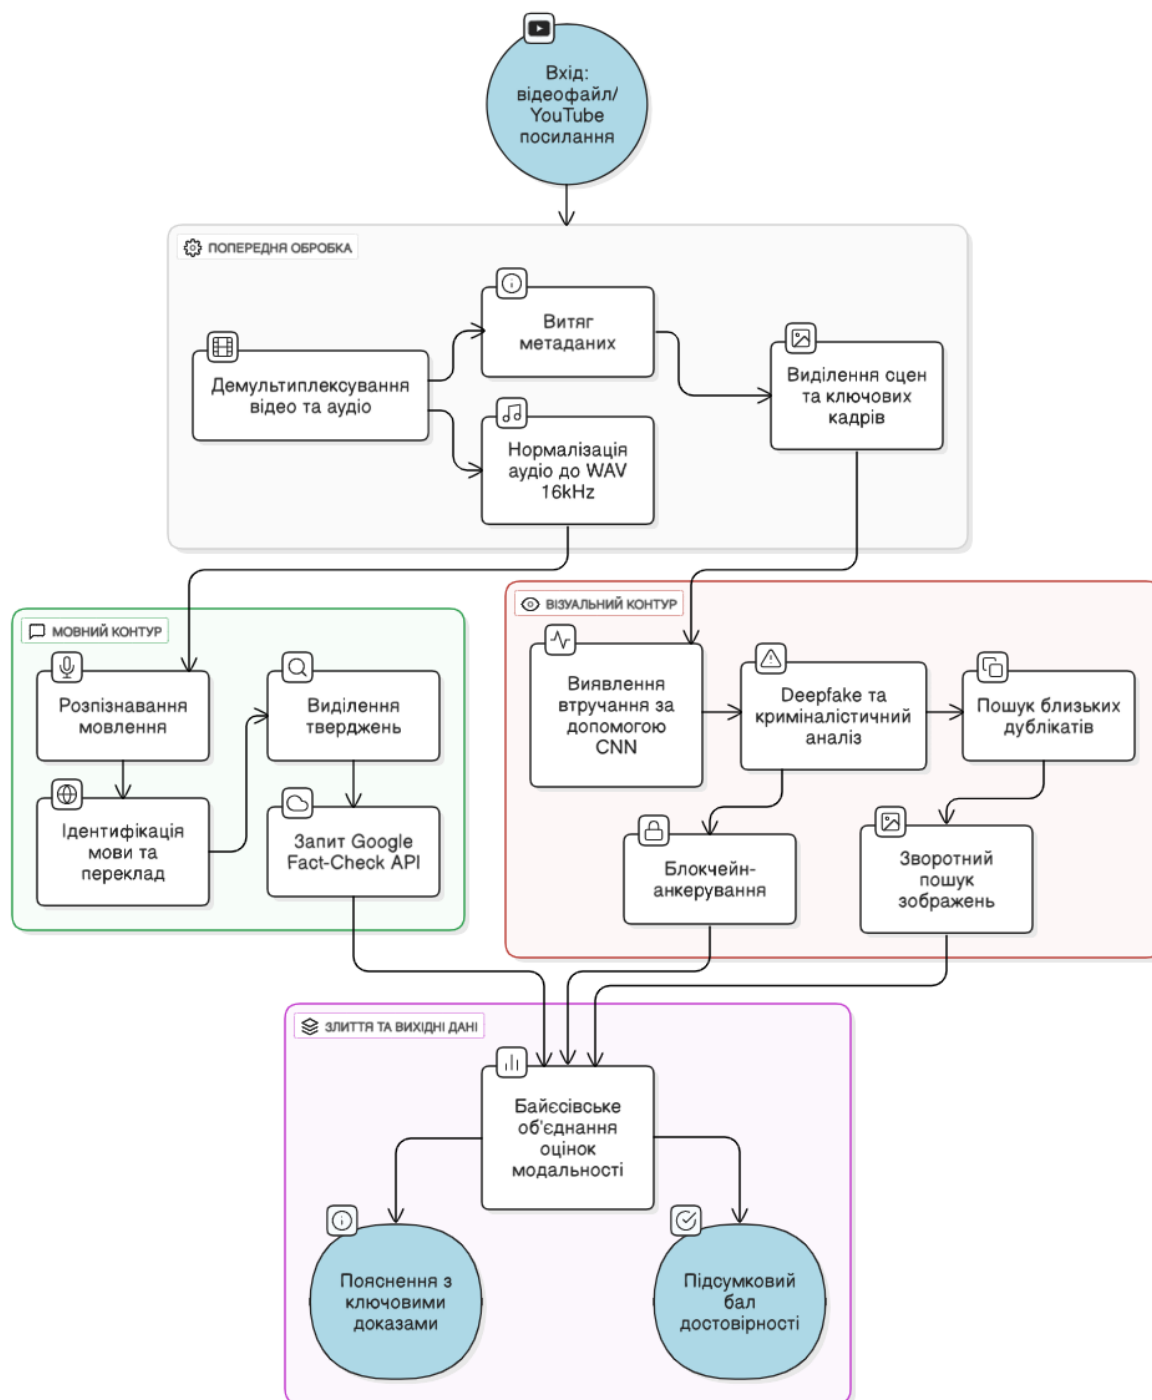 Вхід:
відеофайл/
YouTube
посилання
ПОПЕРЕДНЯ ОБРОБКА
Демультиплексування
відео та аудіо
Витяг
метаданих
Нормалізація
аудіо до WAV
16kHz
Виділення сцен
та ключових
кадрів
МОВНИЙ КОНТУР
Розпізнавання
мовлення
Ідентифікація
мови та
переклад
Виділення
тверджень
Запит Google
Fact-Check API
ВІЗУАЛЬНИЙ КОНТУР
Виявлення
втручання за
допомогою
CNN
Deepfake та
криміналістичний
аналіз
Пошук близьких
дублікатів
Блокчейн-
анкерування
Зворотний
пошук
зображень
ЗЛИТТЯ ТА ВИХІДНІ ДАНІ
Байєсівське
об'єднання
оцінок
модальності
Пояснення з
ключовими
доказами
Підсумковий
бал
достовірності